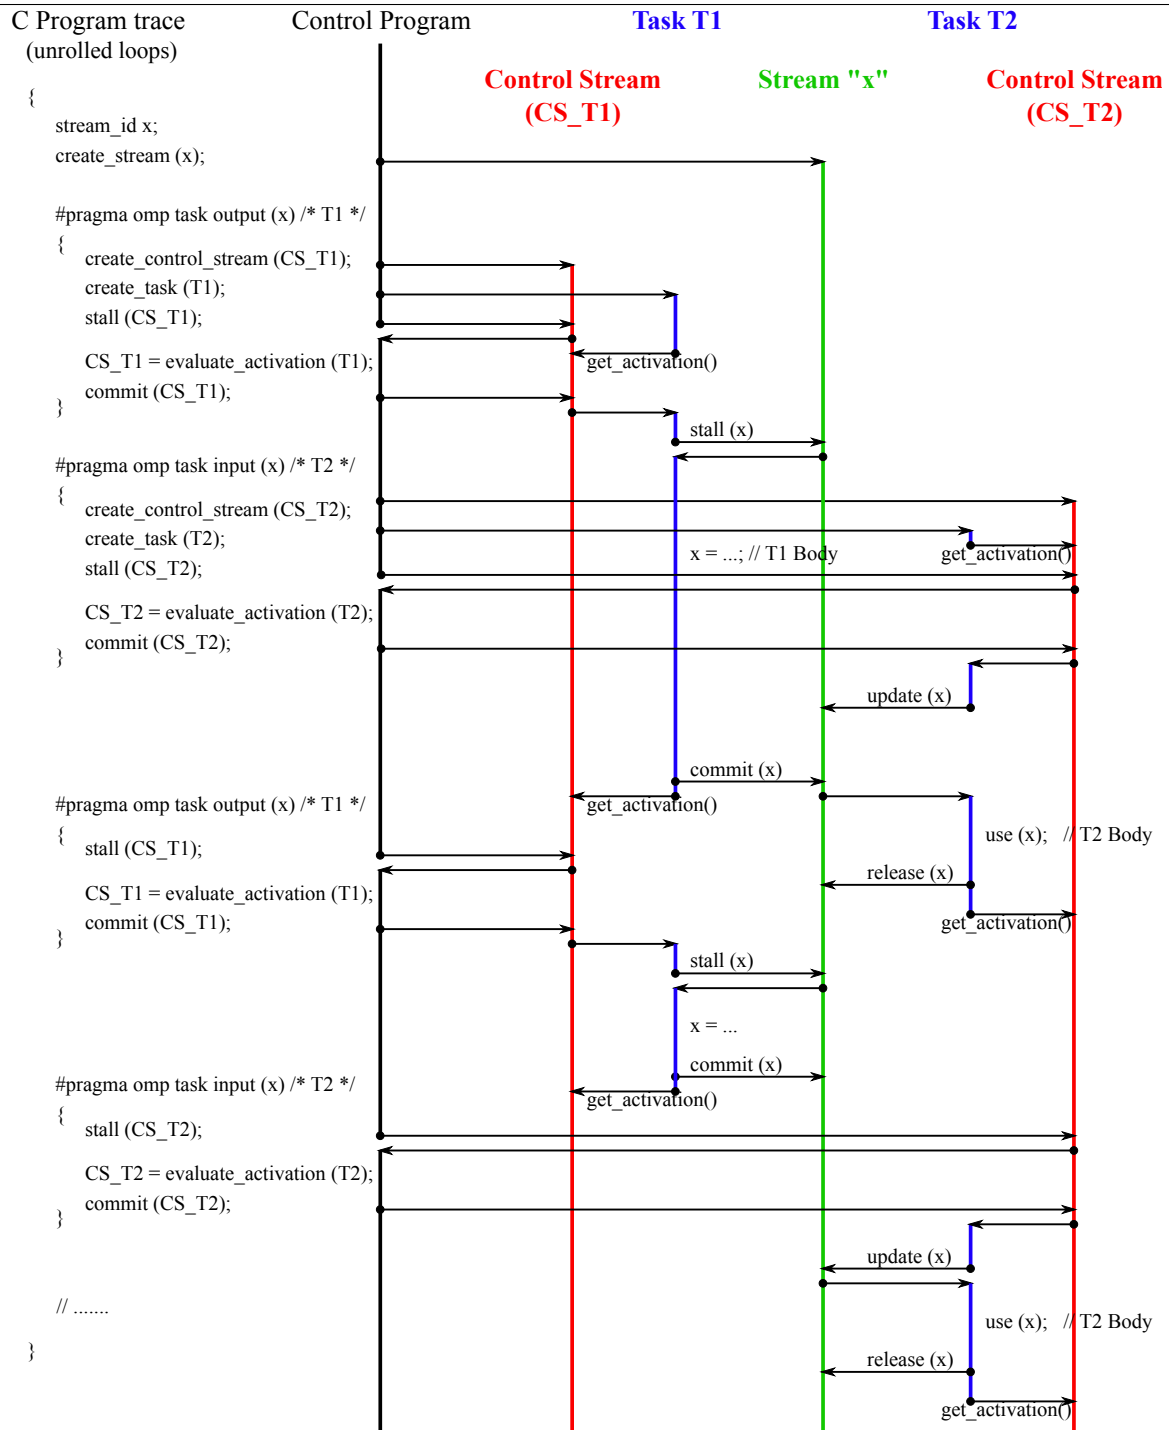 C Program trace
(unrolled loops)
Control Program
Task T1
Task T2
Control Stream
(CS_T1)
Stream "x"
Control Stream
(CS_T2)
{
stream_id x;
create_stream (x);
#pragma omp task output (x) /* T1 */
{
create_control_stream (CS_T1);
create_task (T1);
stall (CS_T1);
CS_T1 = evaluate_activation (T1);
get_activation()
commit (CS_T1);
}
stall (x)
#pragma omp task input (x) /* T2 */
{
create_control_stream (CS_T2);
create_task (T2);
x = ...; // T1 Body
get_activation()
stall (CS_T2);
CS_T2 = evaluate_activation (T2);
commit (CS_T2);
}
update (x)
commit (x)
#pragma omp task output (x) /* T1 */
get_activation()
{
use (x); // T2 Body
stall (CS_T1);
release (x)
CS_T1 = evaluate_activation (T1);
commit (CS_T1);
get_activation()
}
stall (x)
x = ...
commit (x)
#pragma omp task input (x) /* T2 */
get_activation()
{
stall (CS_T2);
CS_T2 = evaluate_activation (T2);
commit (CS_T2);
}
update (x)
// .......
use (x); // T2 Body
}
release (x)
get_activation()